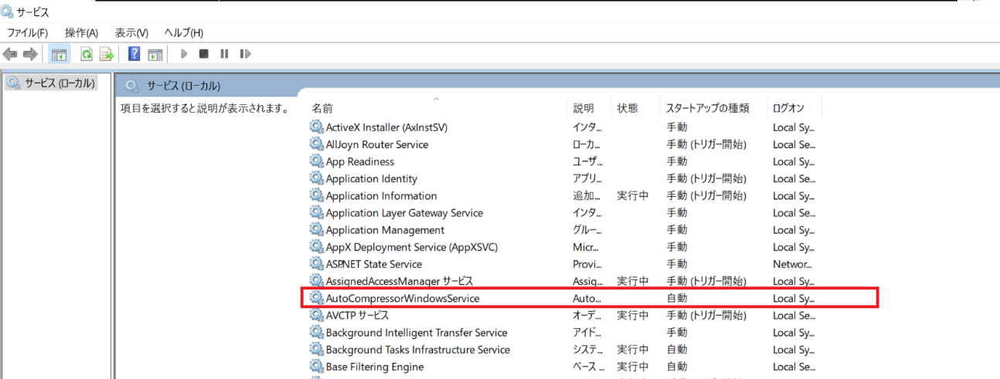 サービス
ファイル(F) 操作(A) 表示(V) ヘルプ(H)
サービス (ローカル)
サービス (ローカル)
項目を選択すると説明が表示されます。
名前 説明 状態 スタートアップの種類 ログオン
ActiveX Installer (AxInstSV) インタ... 手動 Local Sy...
AllJoyn Router Service ローカ... 手動 (トリガー開始) Local Se...
App Readiness ユーザ... 手動 Local Sy...
Application Identity アプリ... 手動 (トリガー開始) Local Se...
Application Information 追加... 実行中 手動 (トリガー開始) Local Sy...
Application Layer Gateway Service インタ... 手動 Local Se...
Application Management グルー... 手動 Local Sy...
AppX Deployment Service (AppXSVC) Micr... 手動 Local Sy...
ASP.NET State Service Provi... 手動 Networ...
AssignedAccessManager サービス Assig... 実行中 手動 (トリガー開始) Local Sy...
AutoCompressorWindowsService Auto... 自動 Local Sy...
AVCTP サービス オーデ... 実行中 手動 (トリガー開始) Local Se...
Background Intelligent Transfer Service アイド... 手動 Local Sy...
Background Tasks Infrastructure Service システ... 実行中 自動 Local Sy...
Base Filtering Engine ベース ... 実行中 自動 Local Se...